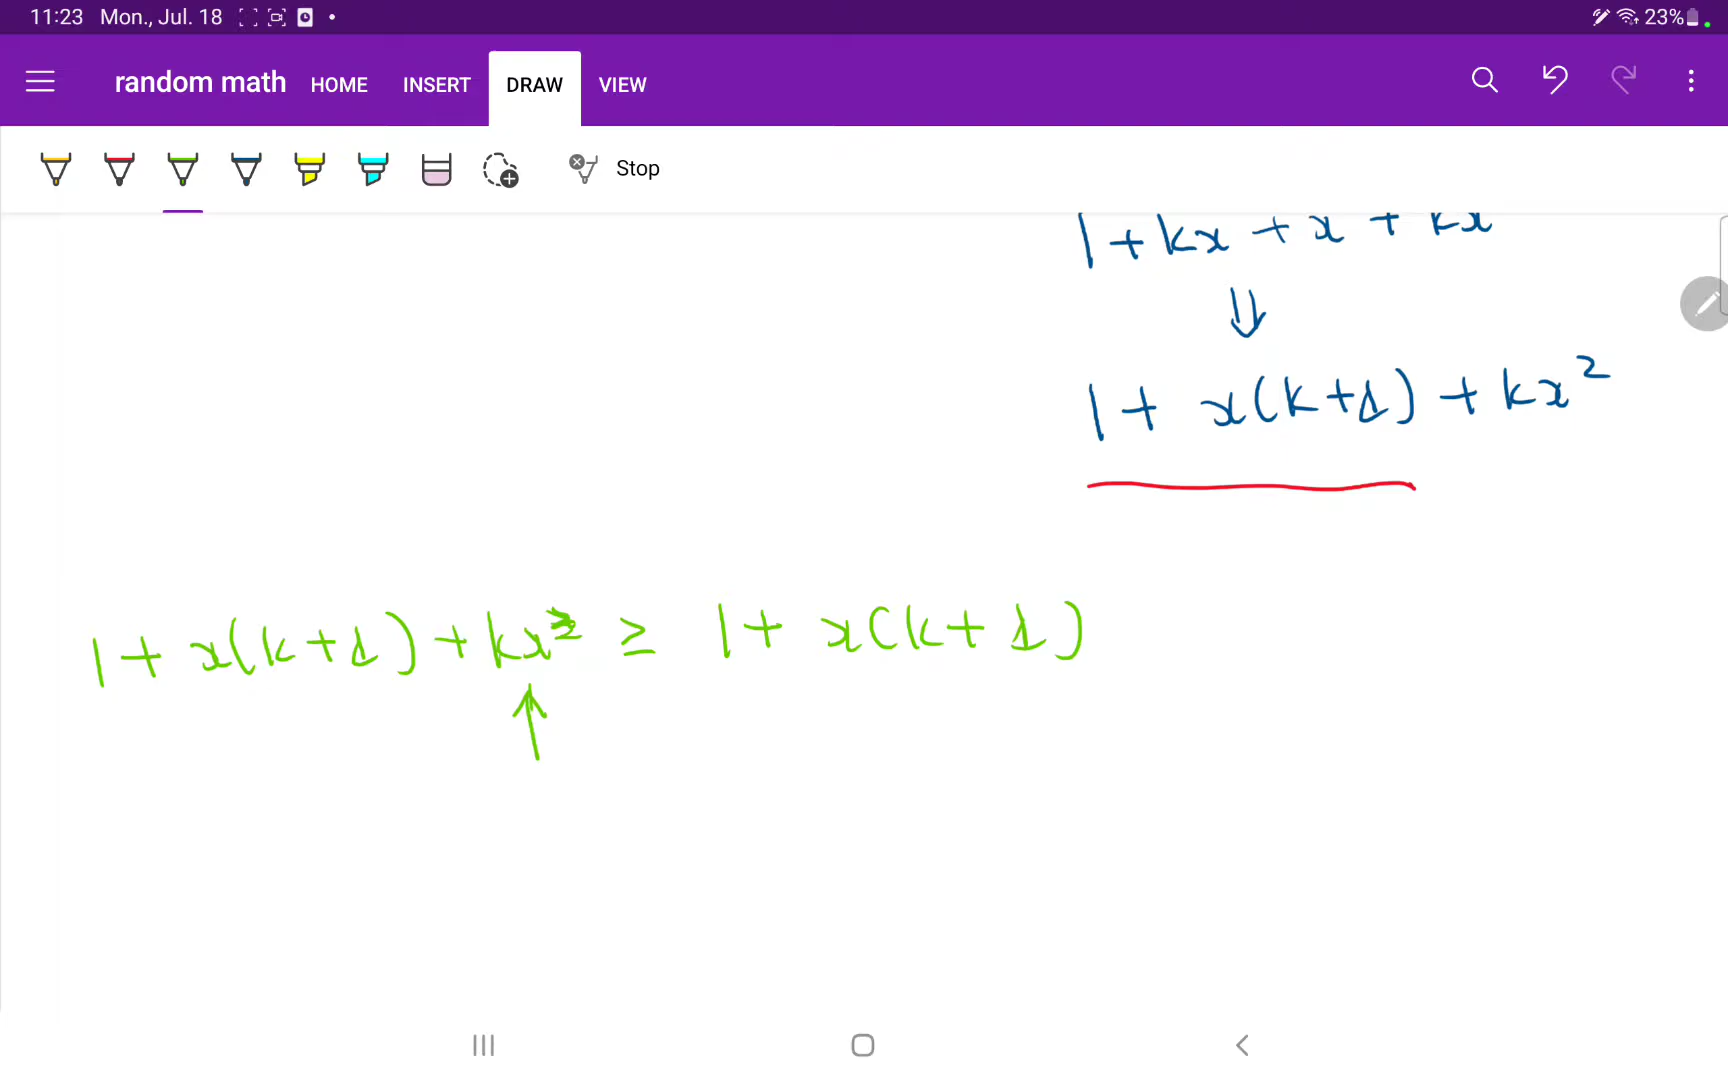 11:23 Mon., Jul. 18 23%
random math HOME INSERT DRAW VIEW
Stop
1 + kx + x + kx
⇓
1 + x(k+1) + kx²
1 + x(k+1) + kx² ≥ 1 + x(k+1)
↑